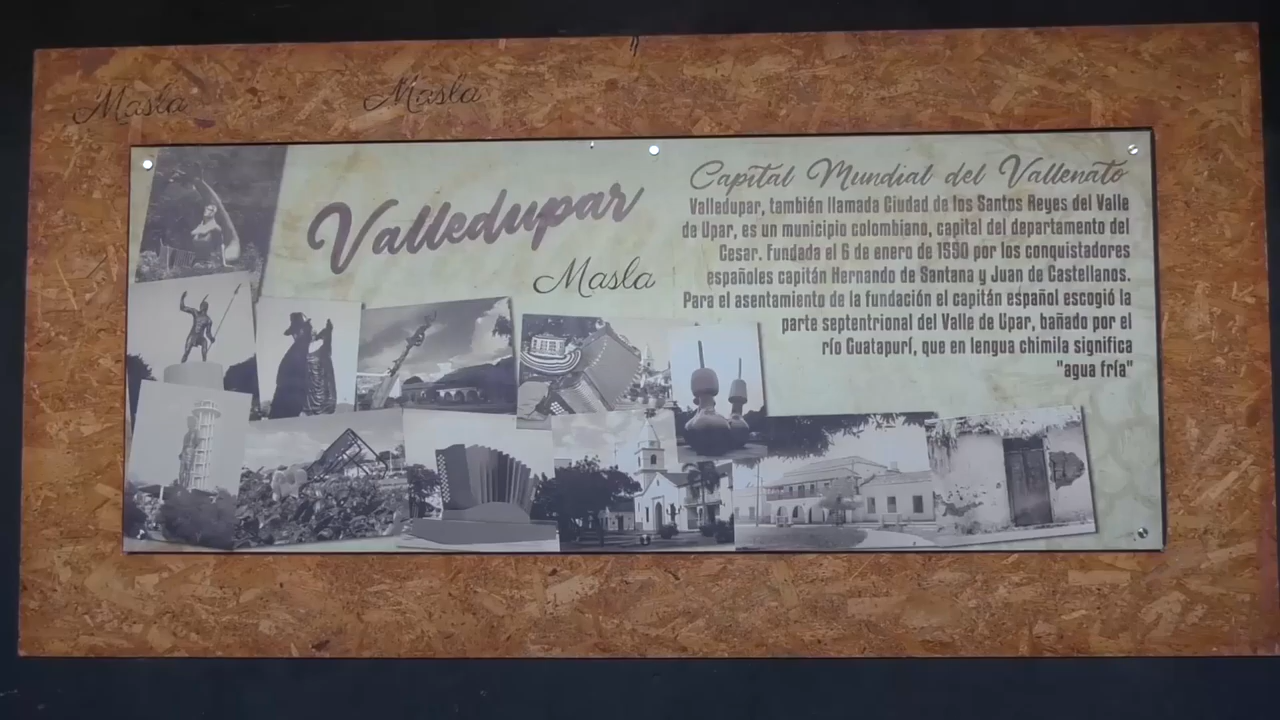 Masla
Masla
Valledupar
Masla
Capital Mundial del Vallenato
Valledupar, también llamada Ciudad de los Santos Reyes del Valle
de Upar, es un municipio colombiano, capital del departamento del
Cesar. Fundada el 6 de enero de 1550 por los conquistadores
españoles capitán Hernando de Santana y Juan de Castellanos.
Para el asentamiento de la fundación el capitán español escogió la
parte septentrional del Valle de Upar, bañado por el
río Guatapurí, que en lengua chimila significa
"agua fría"